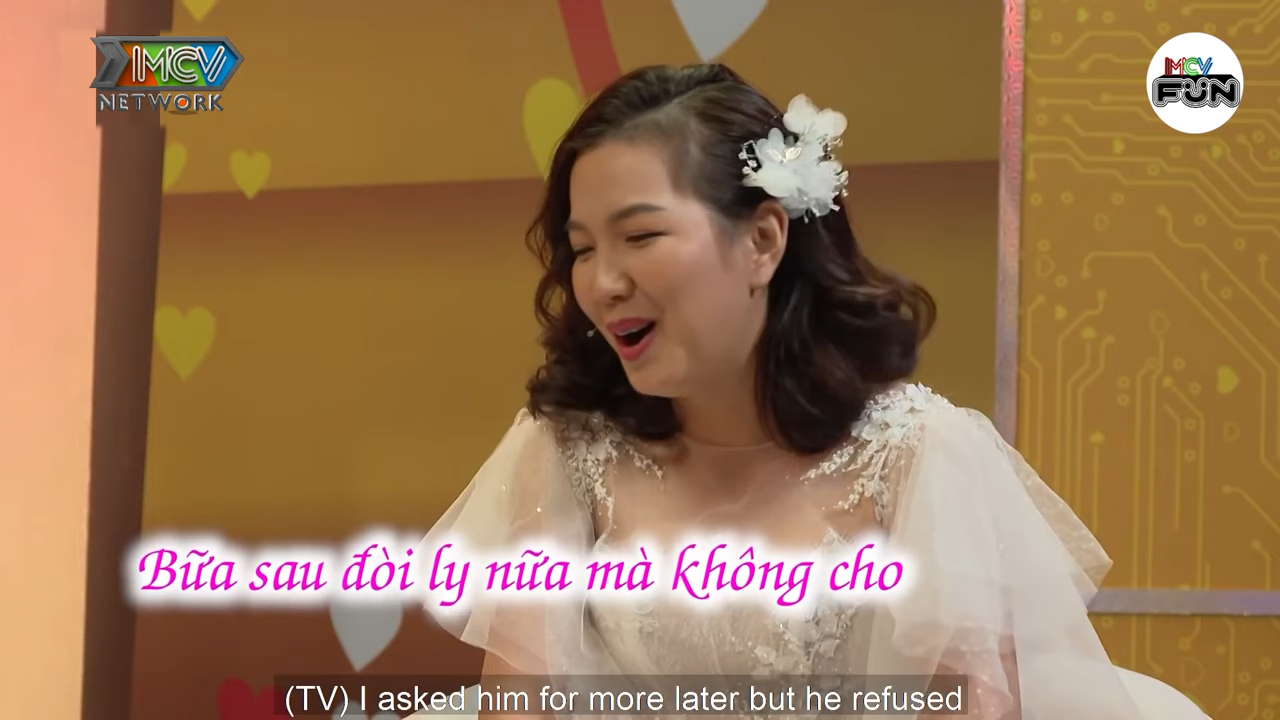 MCV
NETWORK
MCV
FUN
Bữa sau đòi ly nữa mà không cho
(TV) I asked him for more later but he refused